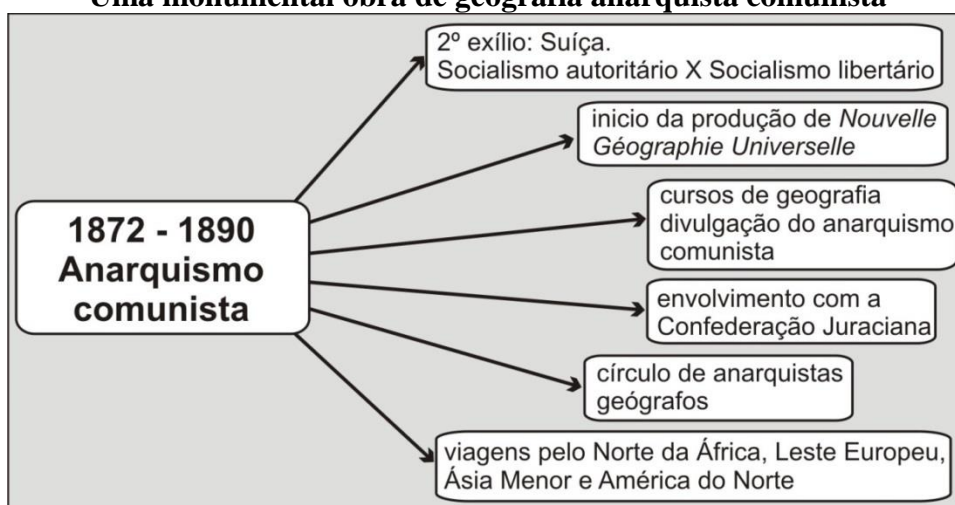 Uma monumental obra de geografia anarquista comunista
2º exílio: Suíça.
Socialismo autoritário X Socialismo libertário
inicio da produção de Nouvelle
Géographie Universelle
1872 - 1890
Anarquismo
comunista
cursos de geografia
divulgação do anarquismo
comunista
envolvimento com a
Confederação Juraciana
círculo de anarquistas
geógrafos
viagens pelo Norte da África, Leste Europeu,
Ásia Menor e América do Norte